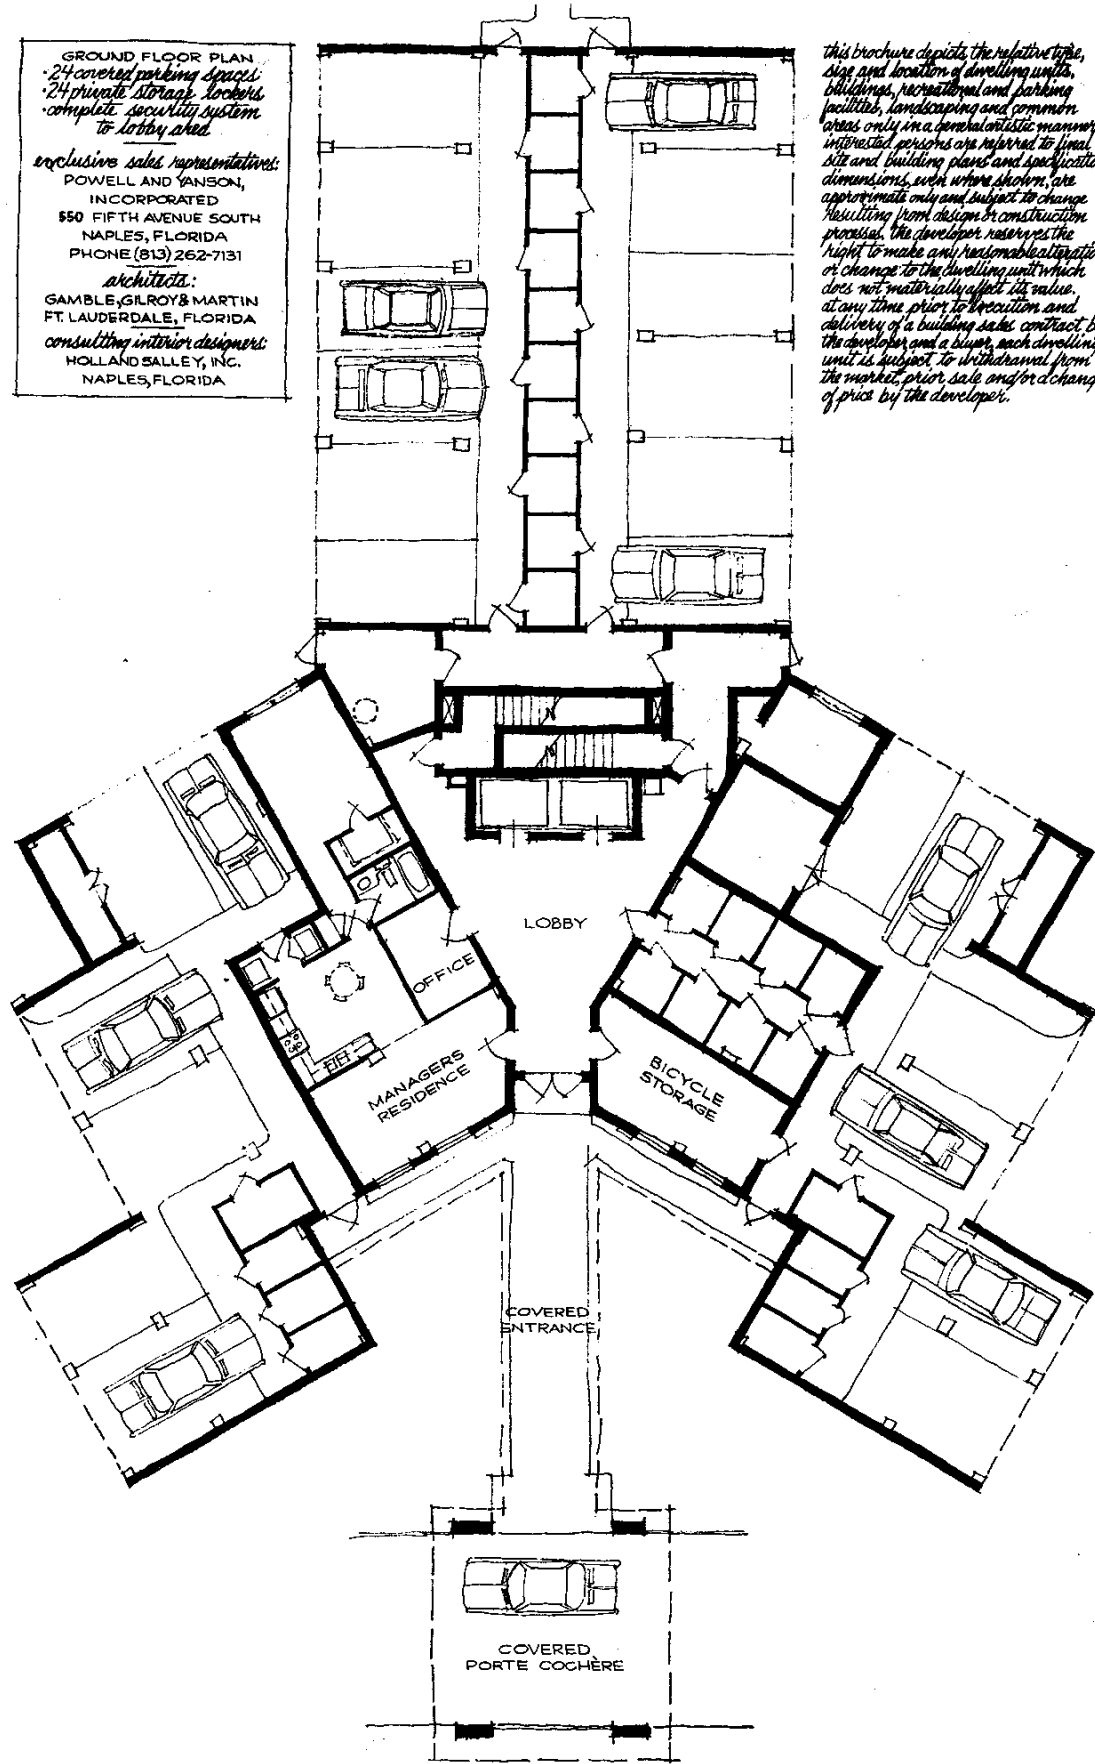 GROUND FLOOR PLAN
·24 covered parking spaces
·24 private storage lockers
·complete security system
to lobby area
exclusive sales representatives:
POWELL AND YANSON,
INCORPORATED
550 FIFTH AVENUE SOUTH
NAPLES, FLORIDA
PHONE (813) 262-7131
architects:
GAMBLE, GILROY & MARTIN
FT. LAUDERDALE, FLORIDA
consulting interior designers:
HOLLAND SALLEY, INC.
NAPLES, FLORIDA
this brochure depicts the relative type,
size and location of dwelling units,
buildings, recreational and parking
facilities, landscaping and common
areas only in a general artistic manner
interested persons are referred to final
site and building plans and
dimensions, even where shown, are
approximate only and subject to change
resulting from design or construction
processes. the developer reserves the
right to make any reasonable
or change to the dwelling unit which
does not materially affect its value.
at any time prior to execution and
delivery of a building sales contract
the developer and a buyer, each dwelling
unit is subject to withdrawal from
the market, prior sale and/or a
of price by the developer.
LOBBY
OFFICE
MANAGERS
RESIDENCE
BICYCLE
STORAGE
COVERED
ENTRANCE
COVERED
PORTE COCHÈRE